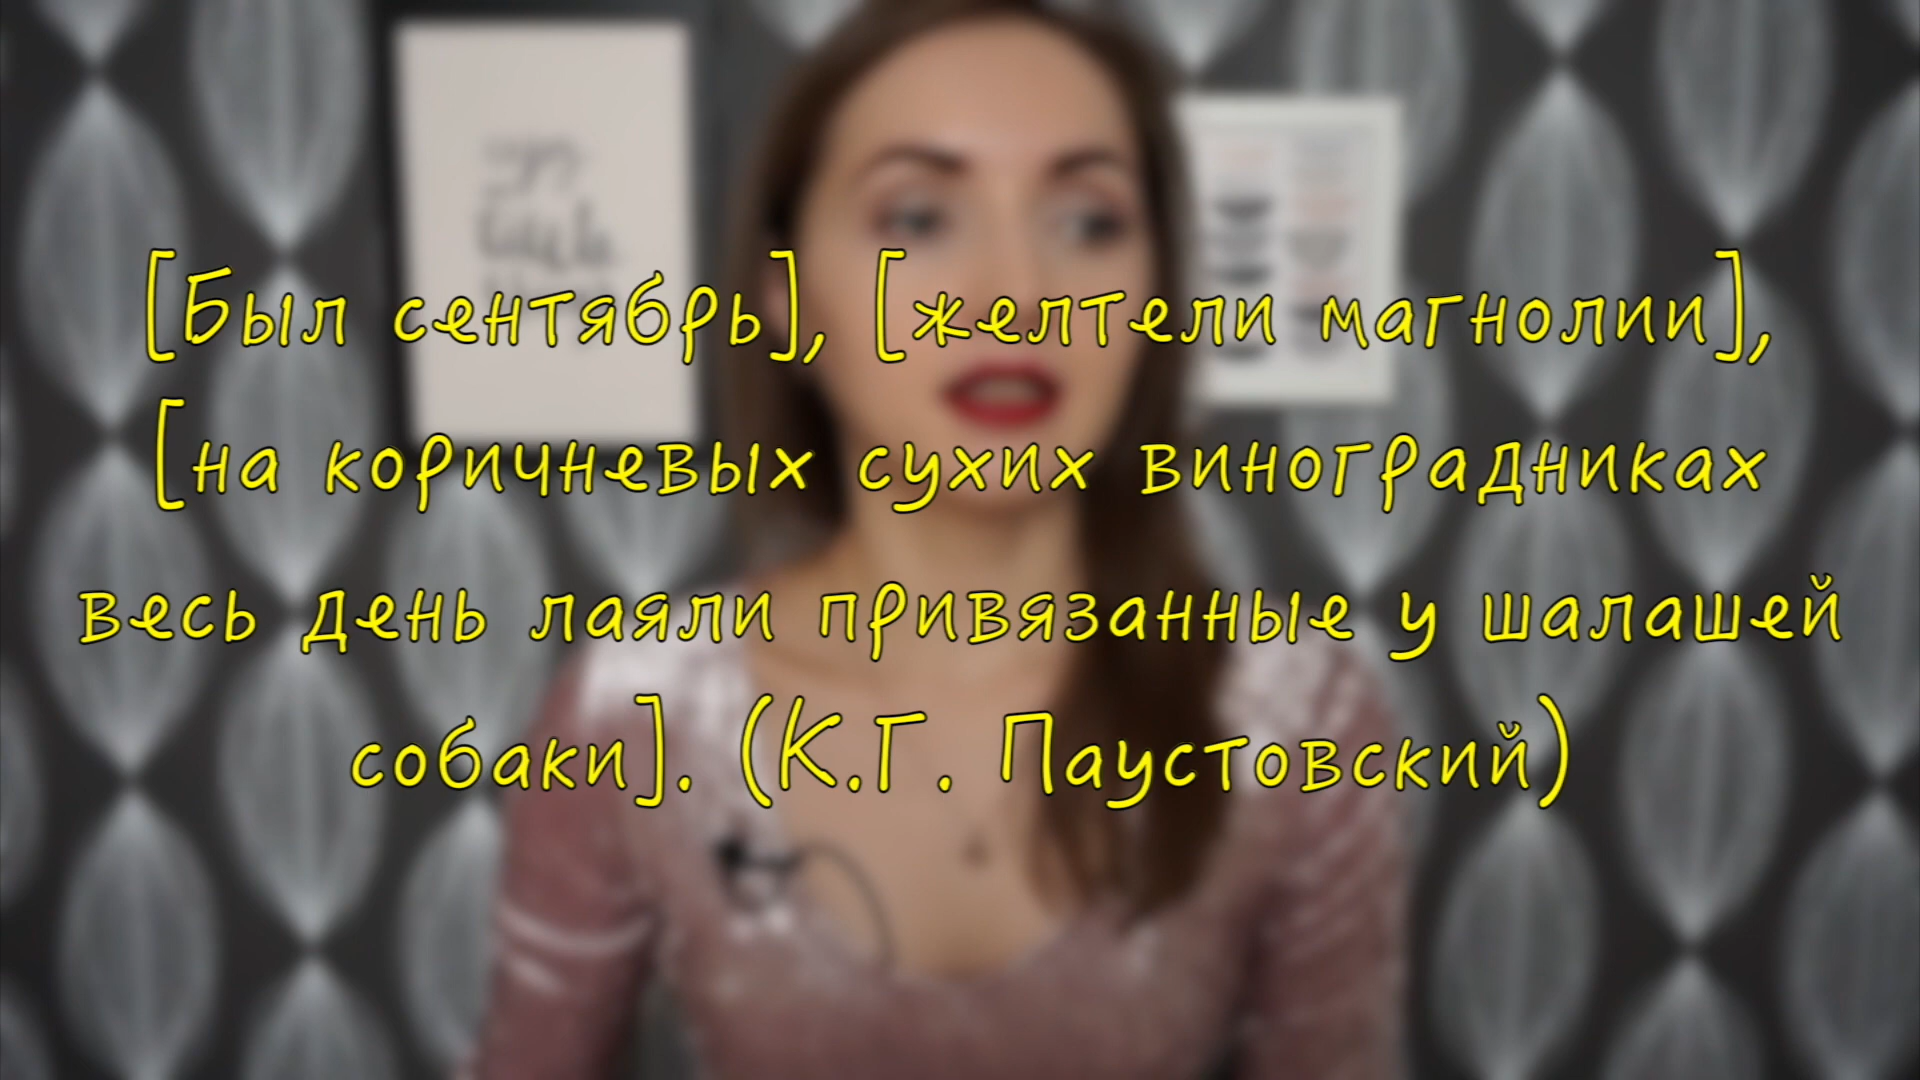 [Был сентябрь], [желтели магнолии],
[на коричневых сухих виноградниках
весь день лаяли привязанные у шалашей
собаки]. (К.Г. Паустовский)